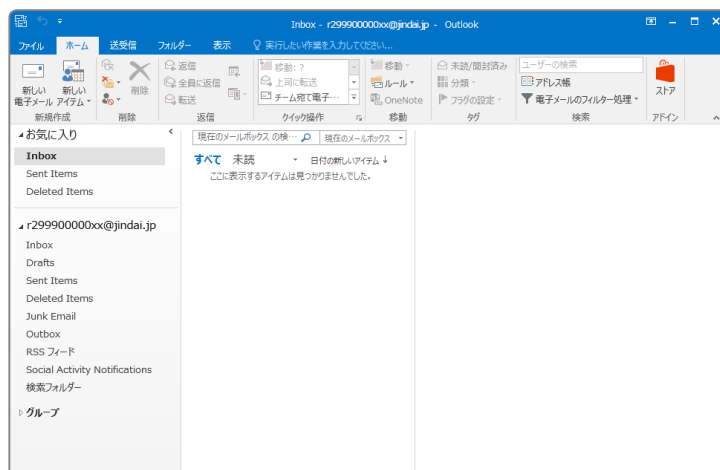 Inbox - r299900000xx@jindai.jp - Outlook
ファイル ホーム 送受信 フォルダー 表示 実行したい作業を入力してください...
新しい
電子メール
新しい
アイテム
新規作成
削除
削除
返信
全員に返信
転送
返信
移動: ?
上司に転送
チーム宛て電子…
クイック操作
移動
ルール
OneNote
移動
未読/開封済み
分類
フラグの設定
タグ
ユーザーの検索
アドレス帳
電子メールのフィルター処理
検索
ストア
アドイン
お気に入り
Inbox
Sent Items
Deleted Items
r299900000xx@jindai.jp
Inbox
Drafts
Sent Items
Deleted Items
Junk Email
Outbox
RSS フィード
Social Activity Notifications
検索フォルダー
グループ
現在のメールボックス の検… 現在のメールボックス
すべて 未読 日付の新しいアイテム ↓
ここに表示するアイテムは見つかりませんでした。